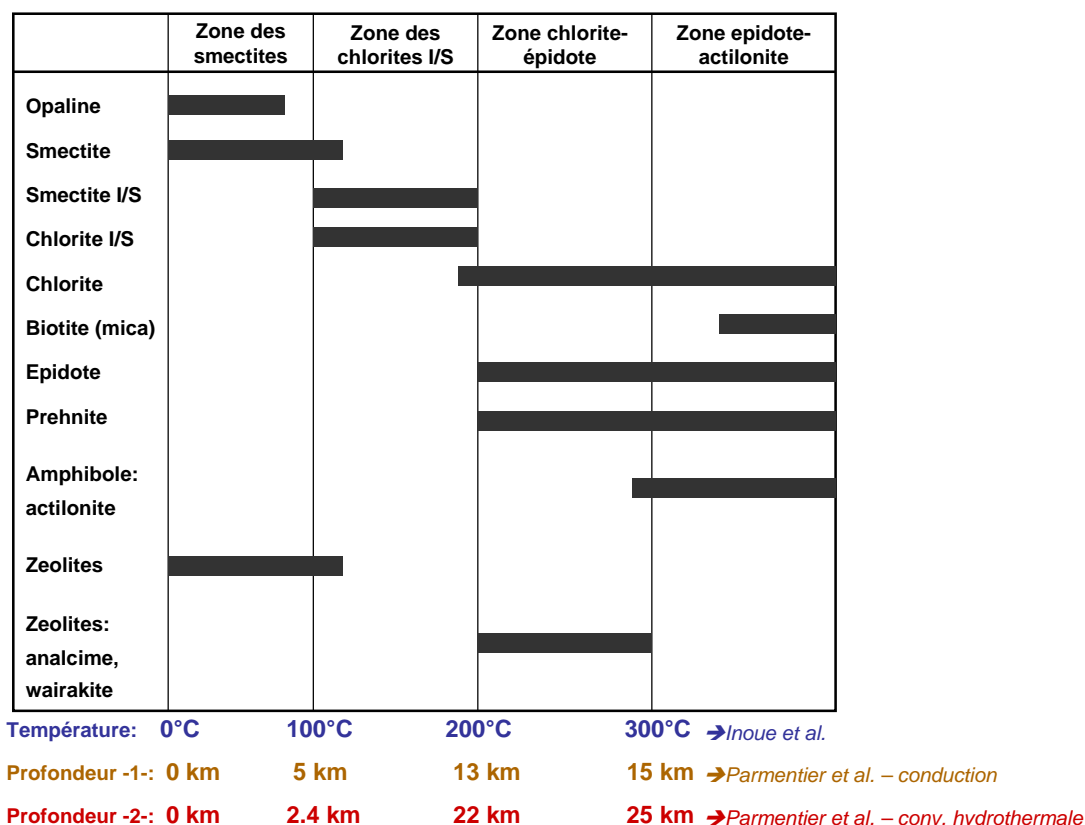 Zone des smectites
Zone des chlorites I/S
Zone chlorite-épidote
Zone epidote-actilonite
Opaline
Smectite
Smectite I/S
Chlorite I/S
Chlorite
Biotite (mica)
Epidote
Prehnite
Amphibole:
actilonite
Zeolites
Zeolites:
analcime,
wairakite
Température: 0°C 100°C 200°C 300°C ➔Inoue et al.
Profondeur -1-: 0 km 5 km 13 km 15 km ➔Parmentier et al. – conduction
Profondeur -2-: 0 km 2.4 km 22 km 25 km ➔Parmentier et al. – conv. hydrothermale